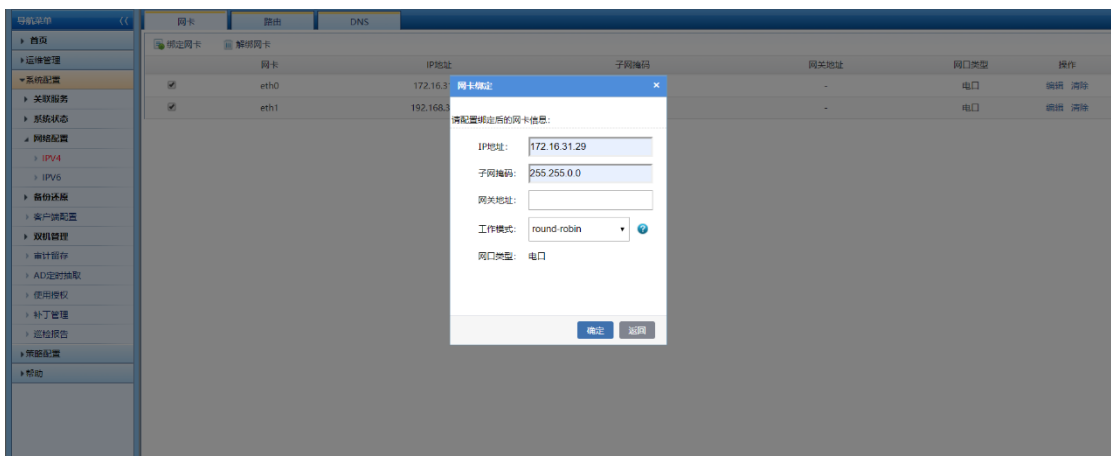 导航菜单
首页
运维管理
系统配置
关联服务
系统状态
网络配置
IPV4
IPV6
备份还原
客户端配置
双机管理
审计留存
AD定时抽取
使用授权
补丁管理
巡检报告
策略配置
帮助
网卡 路由 DNS
绑定网卡 解绑网卡
网卡 IP地址 子网掩码 网关地址 网口类型 操作
eth0 172.16.3 - 电口 编辑 清除
eth1 192.168.3 - 电口 编辑 清除
网卡绑定 ×
请配置绑定后的网卡信息:
IP地址: 172.16.31.29
子网掩码: 255.255.0.0
网关地址:
工作模式: round-robin
网口类型: 电口
确定 返回